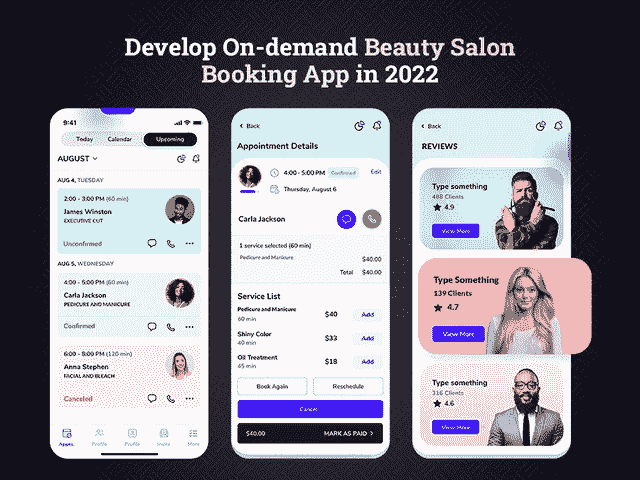 Develop On-demand Beauty Salon
Booking App in 2022
9:41
Today Calendar Upcoming
AUGUST
AUG 4, TUESDAY
2:00 - 3:00 PM (60 min)
James Winston
EXECUTIVE CUT
Unconfirmed
AUG 5, WEDNESDAY
4:00 - 5:00 PM (60 min)
Carla Jackson
PEDICURE AND MANICURE
Confirmed
6:00 - 8:00 PM (120 min)
Anna Stephen
FACIAL AND BLEACH
Canceled
Appts. Profile Profile Invite More
Back
Appointment Details
4:00 - 5:00 PM Confirmed Edit
Thursday, August 6
Carla Jackson
1 service selected (60 min)
Pedicure and Manicure $40.00
Total $40.00
Service List
Pedicure and Manicure
60 min
$40 Add
Shiny Color
40 min
$33 Add
Oil Treatment
45 min
$18 Add
Book Again Reschedule
Cancel
$40.00 MARK AS PAID >
Back
REVIEWS
Type something
488 Clients
4.9
View More
Type Something
139 Clients
4.7
View More
Type something
316 Clients
4.6
View More